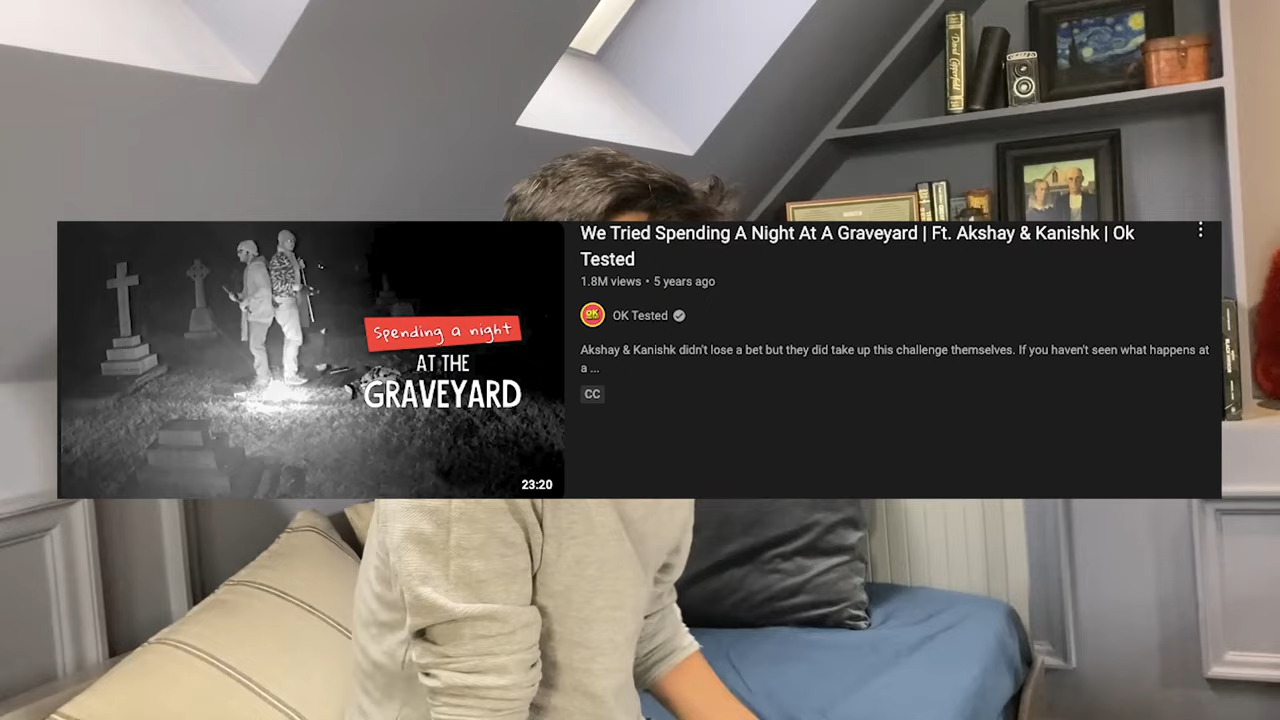 David Copperfield
We Tried Spending A Night At A Graveyard | Ft. Akshay & Kanishk | Ok
Tested
1.8M views • 5 years ago
OK
OK Tested
Akshay & Kanishk didn't lose a bet but they did take up this challenge themselves. If you haven't seen what happens at
a ...
CC
Spending a night
AT THE
GRAVEYARD
23:20